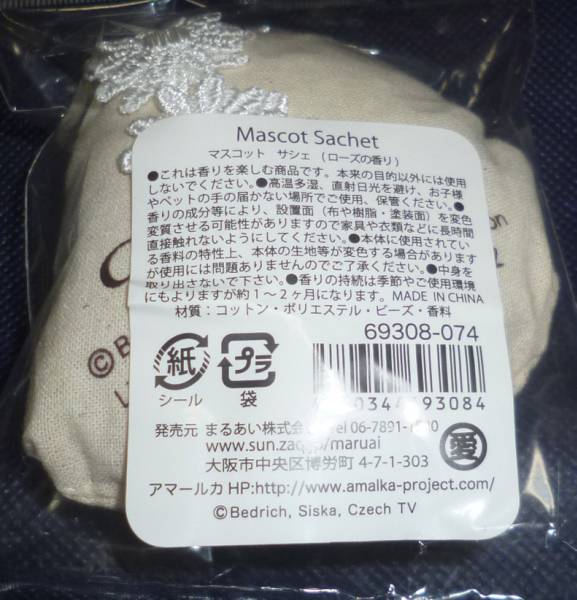 Mascot Sachet
マスコット サシェ (ローズの香り)
●これは香りを楽しむ商品です。本来の目的以外には使用
しないでください。●高温多湿、直射日光を避け、お子様
やペットの手の届かない場所でご使用、保管ください。●
香りの成分等により、設置面（布や樹脂・塗装面）を変色
変質させる可能性がありますので家具や衣類などに長時間
直接触れないようにしてください。●本体に使用されてい
る香料の特性上、本体の生地等が変色する場合があります
が使用には問題ありませんのでご了承ください。●中身を
取り出さないで下さい。●香りの持続は季節やご使用環境
にもよりますが約１〜２ヶ月になります。MADE IN CHINA
材質：コットン・ポリエステル・ビーズ・香料
69308-074
紙 プラ
シール 袋
93084
発売元 まるあい株式会 Tel 06-7891-
www.sun.zaq.jp/maruai
愛
大阪市中央区博労町 4-7-1-303
アマールカ HP:http://www.amalka-project.com/
©Bedrich, Siska, Czech TV
©B
on